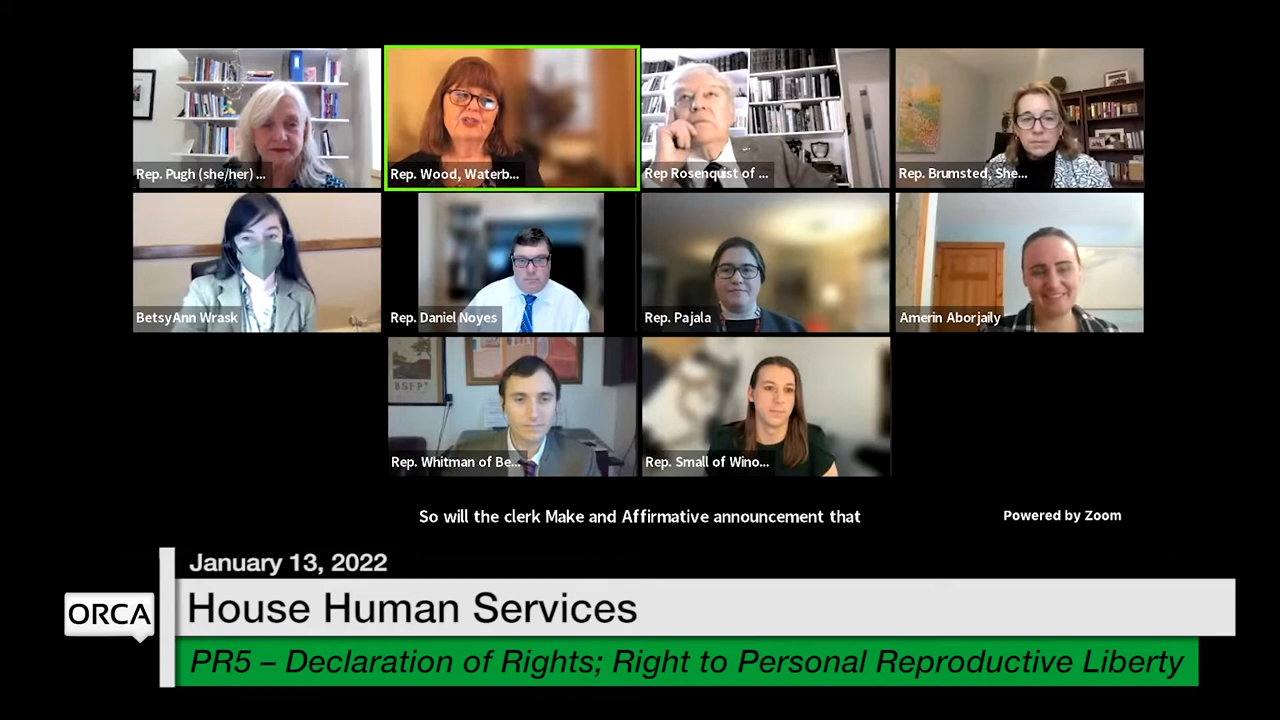 Rep. Pugh (she/her) ...
Rep. Wood, Waterb...
Rep Rosenquist of ...
Rep. Brumsted, She...
BetsyAnn Wrask
Rep. Daniel Noyes
Rep. Pajala
Amerin Aborjaily
BSFP
Rep. Whitman of Be...
Rep. Small of Wino...
So will the clerk Make and Affirmative announcement that
Powered by Zoom
January 13, 2022
ORCA
House Human Services
PR5 – Declaration of Rights; Right to Personal Reproductive Liberty